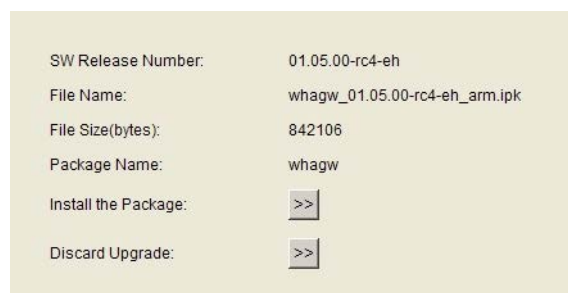 SW Release Number: 01.05.00-rc4-eh
File Name: whagw_01.05.00-rc4-eh_arm.ipk
File Size(bytes): 842106
Package Name: whagw
Install the Package: >>
Discard Upgrade: >>